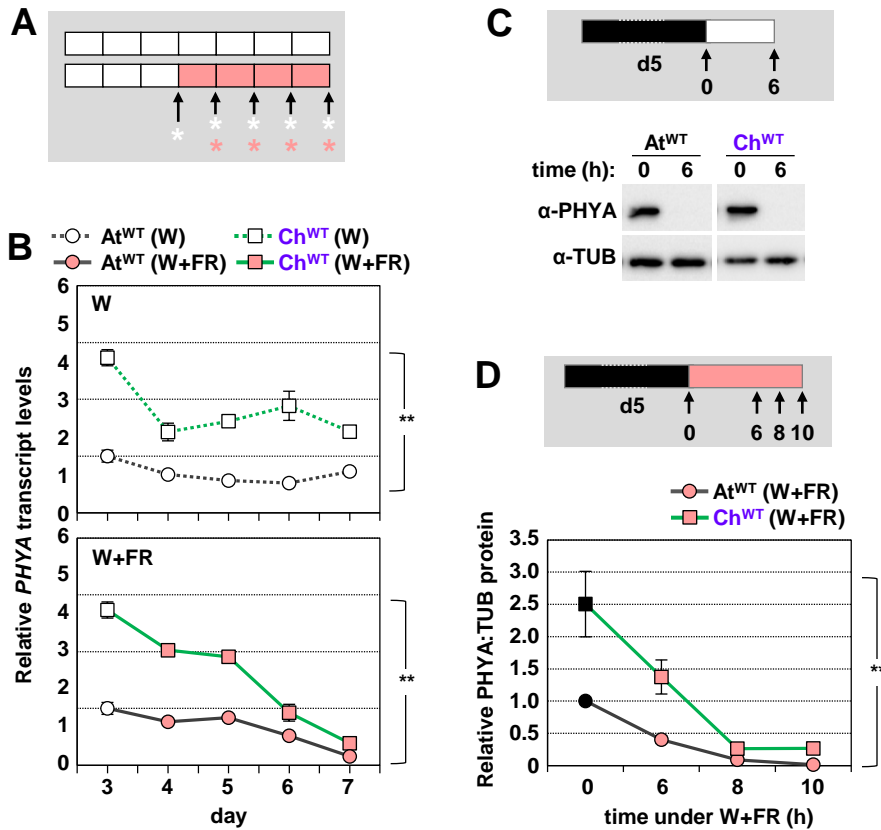 A
* * * * *
* * * *
B
At^WT (W) Ch^WT (W)
At^WT (W+FR) Ch^WT (W+FR)
Relative PHYA transcript levels
W
6
5
4
3
2
1
0
**
W+FR
6
5
4
3
2
1
0
**
3 4 5 6 7
day
C
d5
0 6
At^WT Ch^WT
time (h): 0 6 0 6
α-PHYA
α-TUB
D
d5
0 6 8 10
At^WT (W+FR)
Ch^WT (W+FR)
Relative PHYA:TUB protein
3.5
3.0
2.5
2.0
1.5
1.0
0.5
0
**
0 6 8 10
time under W+FR (h)